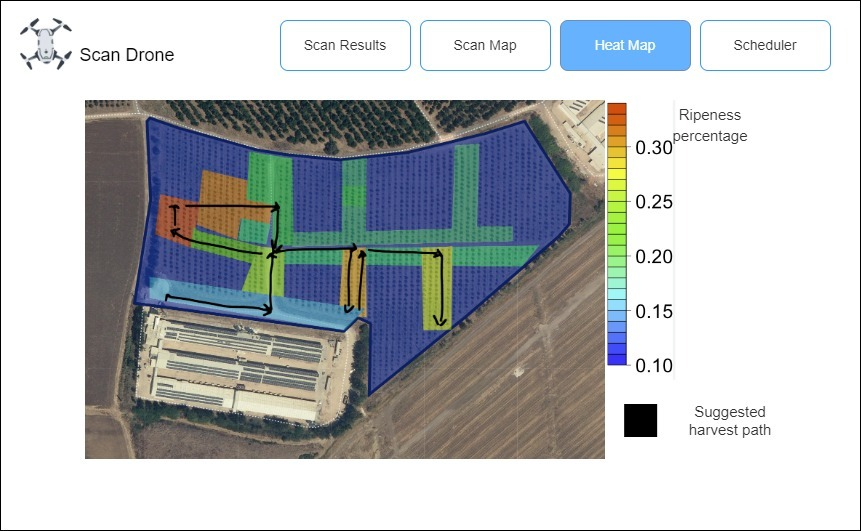 Scan Drone
Scan Results
Scan Map
Heat Map
Scheduler
Ripeness
percentage
0.30
0.25
0.20
0.15
0.10
Suggested
harvest path